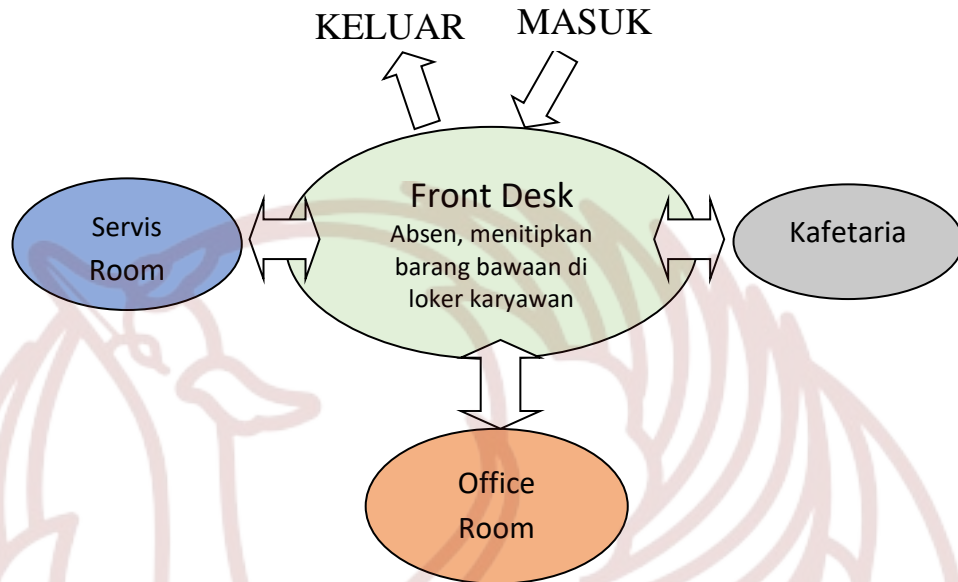 KELUAR
MASUK
Front Desk
Absen, menitipkan
barang bawaan di
loker karyawan
Servis
Room
Kafetaria
Office
Room